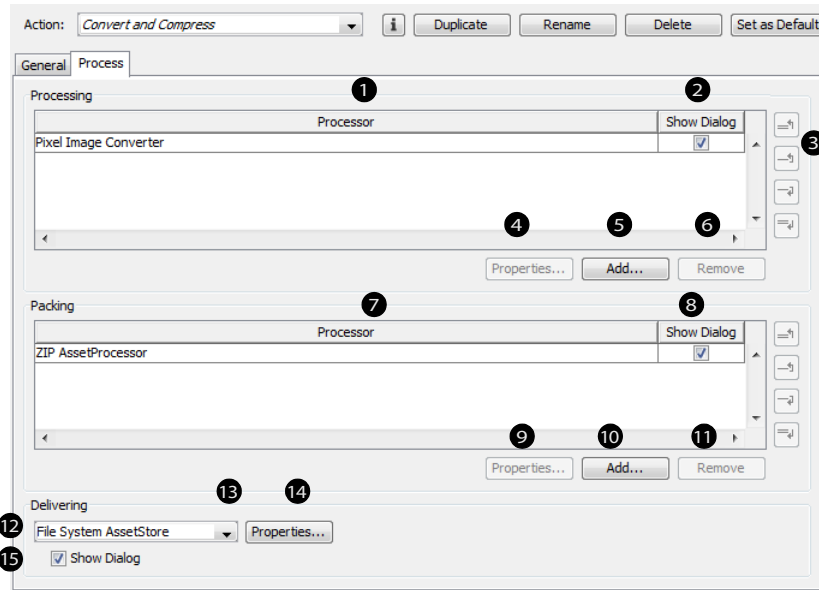 Action: Convert and Compress i Duplicate Rename Delete Set as Default
General Process
Processing 1 2
Processor Show Dialog
Pixel Image Converter 3
4 5 6
Properties... Add... Remove
Packing 7 8
Processor Show Dialog
ZIP AssetProcessor
9 10 11
Properties... Add... Remove
13 14
Delivering
12 File System AssetStore Properties...
15 Show Dialog